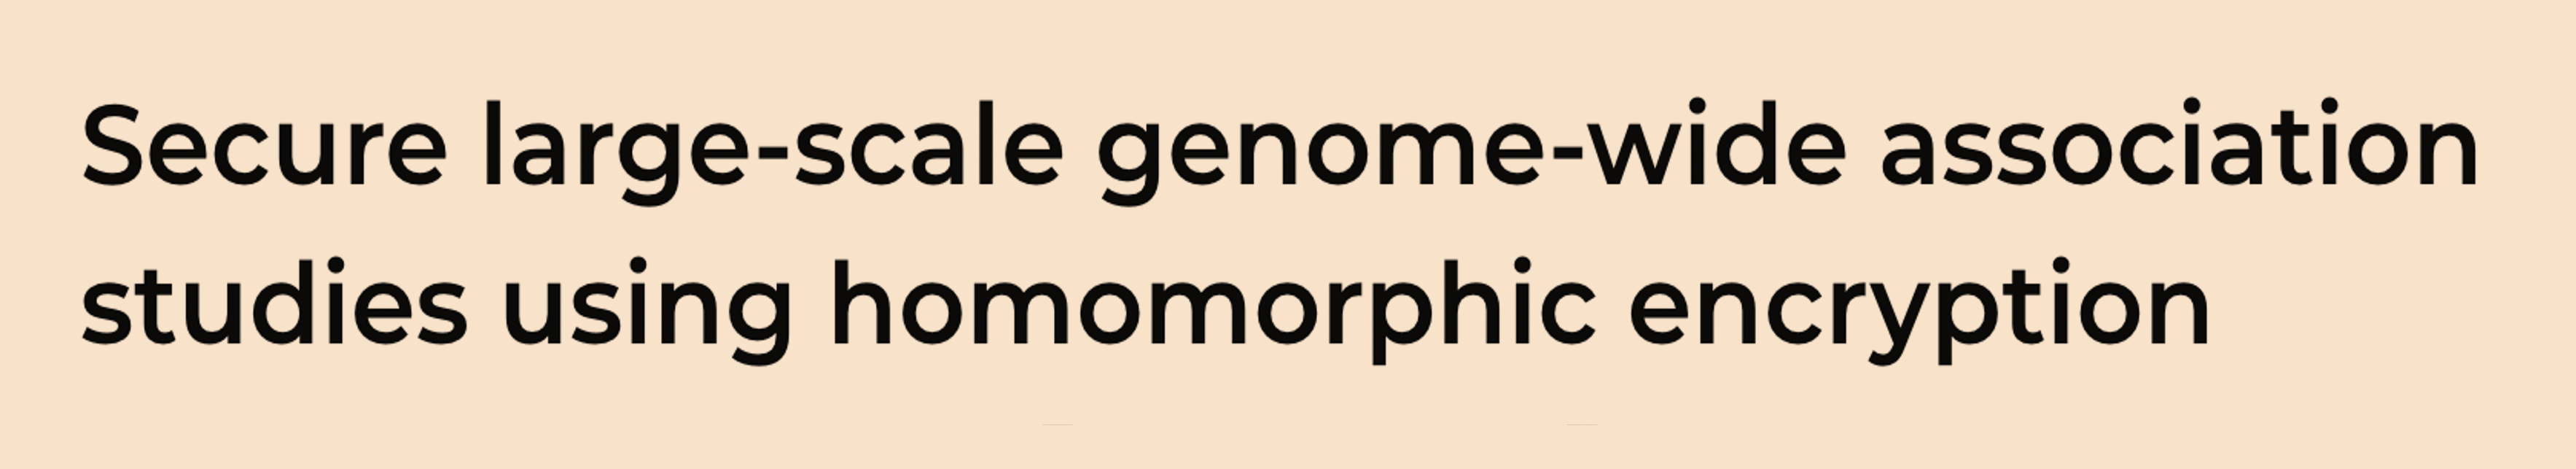 Secure large-scale genome-wide association
studies using homomorphic encryption